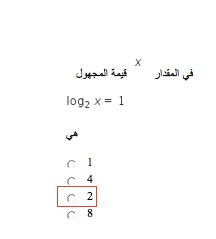 في المقدار x قيمة المجهول
log₂ x = 1
هي
1
4
2
8